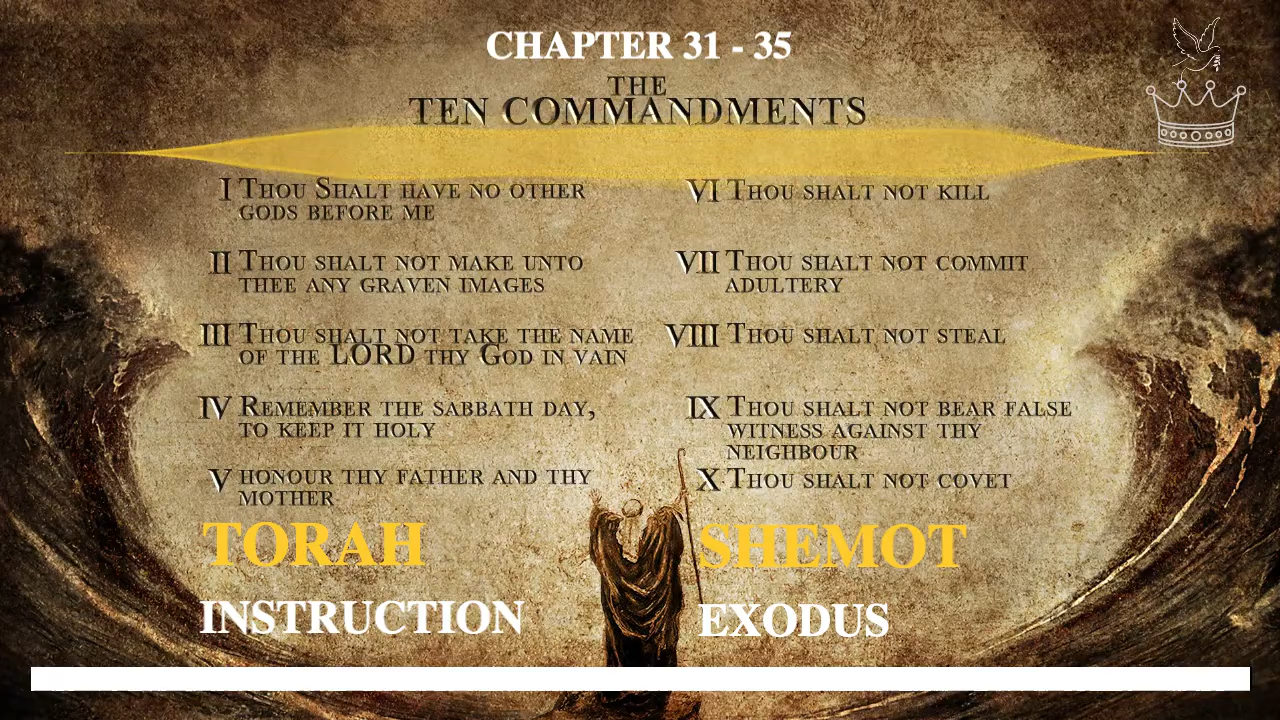 CHAPTER 31 - 35
THE
TEN COMMANDMENTS
I THOU SHALT HAVE NO OTHER
GODS BEFORE ME
II THOU SHALT NOT MAKE UNTO
THEE ANY GRAVEN IMAGES
III THOU SHALT NOT TAKE THE NAME
OF THE LORD THY GOD IN VAIN
IV REMEMBER THE SABBATH DAY,
TO KEEP IT HOLY
V HONOUR THY FATHER AND THY
MOTHER
VI THOU SHALT NOT KILL
VII THOU SHALT NOT COMMIT
ADULTERY
VIII THOU SHALT NOT STEAL
IX THOU SHALT NOT BEAR FALSE
WITNESS AGAINST THY
NEIGHBOUR
X THOU SHALT NOT COVET
TORAH
INSTRUCTION
SHEMOT
EXODUS